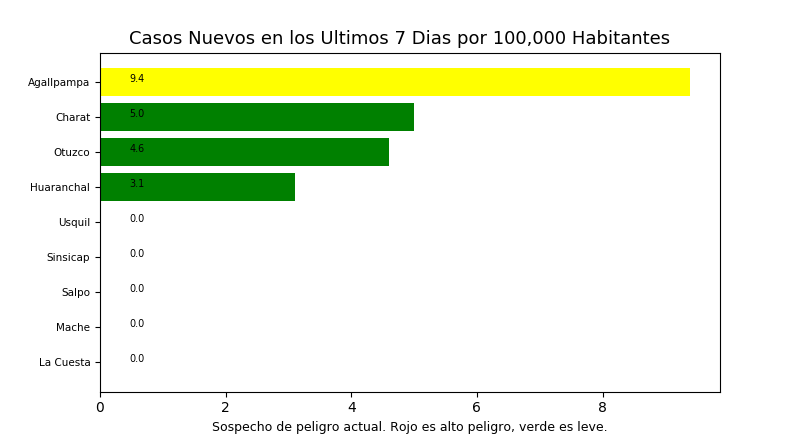 Casos Nuevos en los Ultimos 7 Dias por 100,000 Habitantes
Agallpampa 9.4
Charat 5.0
Otuzco 4.6
Huaranchal 3.1
Usquil 0.0
Sinsicap 0.0
Salpo 0.0
Mache 0.0
La Cuesta 0.0
0 2 4 6 8
Sospecho de peligro actual. Rojo es alto peligro, verde es leve.